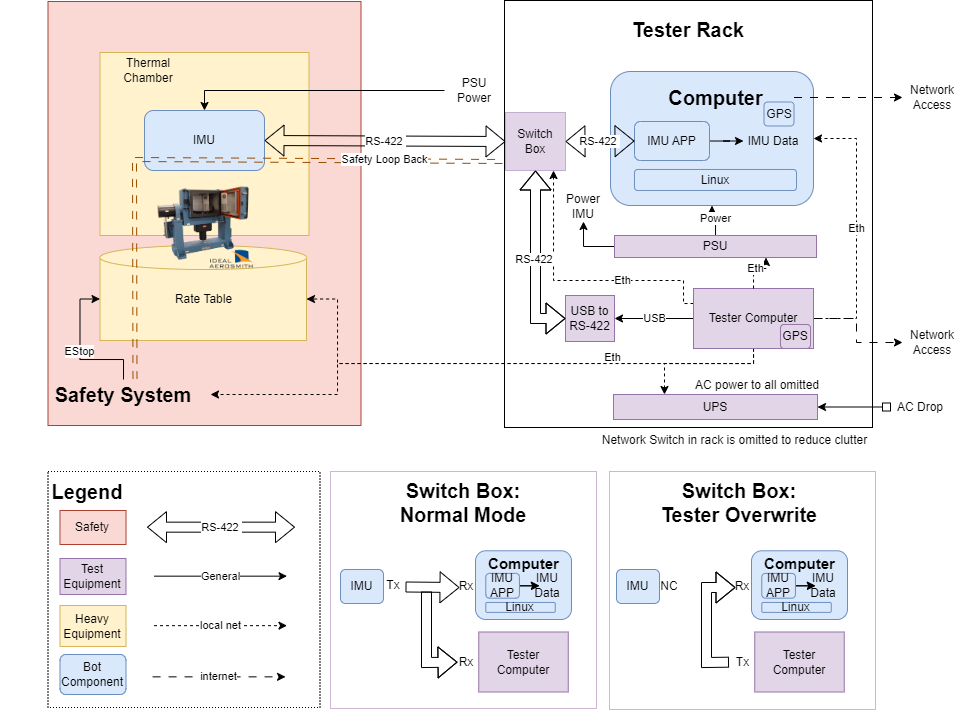 Tester Rack
Thermal
Chamber
PSU
Power
Computer
GPS
Network
Access
IMU
RS-422
Switch
Box
RS-422
IMU APP
IMU Data
Safety Loop Back
Linux
Power
IMU
Power
Eth
PSU
RS-422
IDEAL
AEROSMITH
Eth
Eth
Rate Table
USB to
RS-422
USB
Tester Computer
GPS
Network
Access
EStop
Eth
Safety System
AC power to all omitted
UPS
AC Drop
Network Switch in rack is omitted to reduce clutter
Legend
Safety
RS-422
Test
Equipment
General
Heavy
Equipment
local net
Bot
Component
internet
Switch Box:
Normal Mode
IMU
Tx
Rx
Computer
IMU
APP
IMU
Data
Linux
Rx
Tester
Computer
Switch Box:
Tester Overwrite
IMU
NC
Rx
Computer
IMU
APP
IMU
Data
Linux
Tx
Tester
Computer